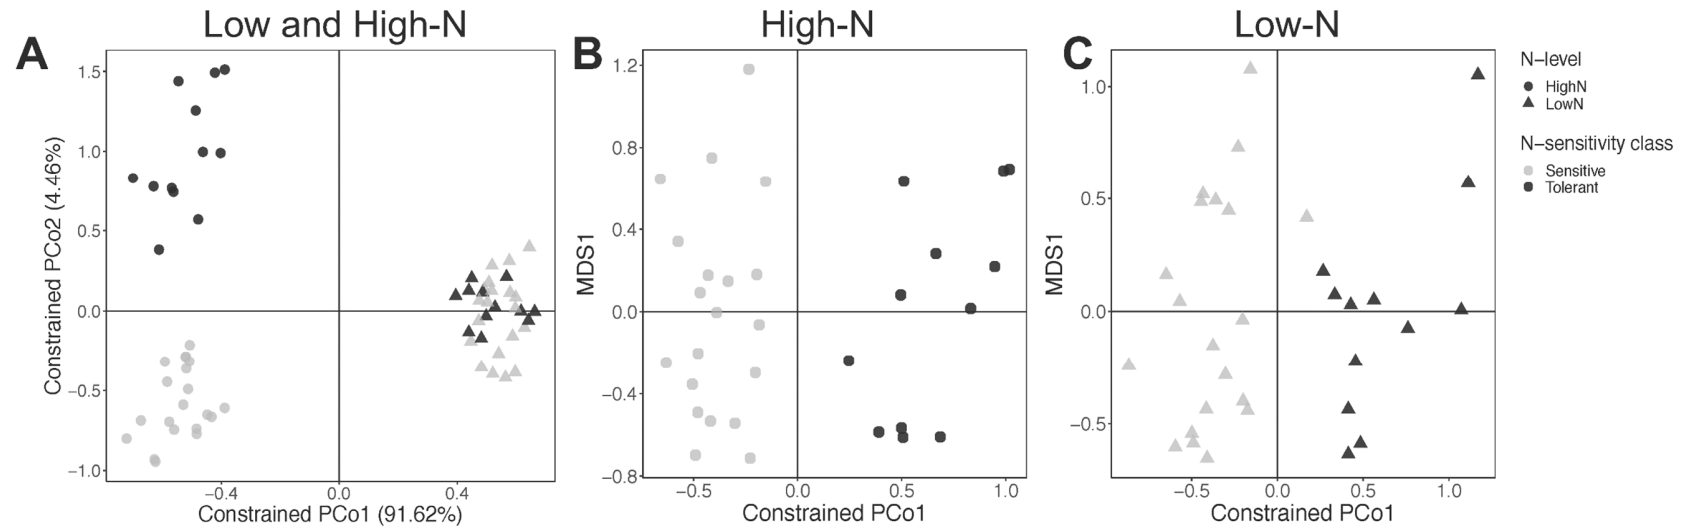 Low and High-N
A
1.5
1.0
0.5
0.0
−0.5
−1.0
−0.4
0.0
0.4
Constrained PCo2 (4.46%)
Constrained PCo1 (91.62%)
High-N
B
1.2
0.8
0.4
0.0
−0.4
−0.8
−0.5
0.0
0.5
1.0
MDS1
Constrained PCo1
Low-N
C
1.0
0.5
0.0
−0.5
−0.5
0.0
0.5
1.0
MDS1
Constrained PCo1
N−level
HighN
LowN
N−sensitivity class
Sensitive
Tolerant